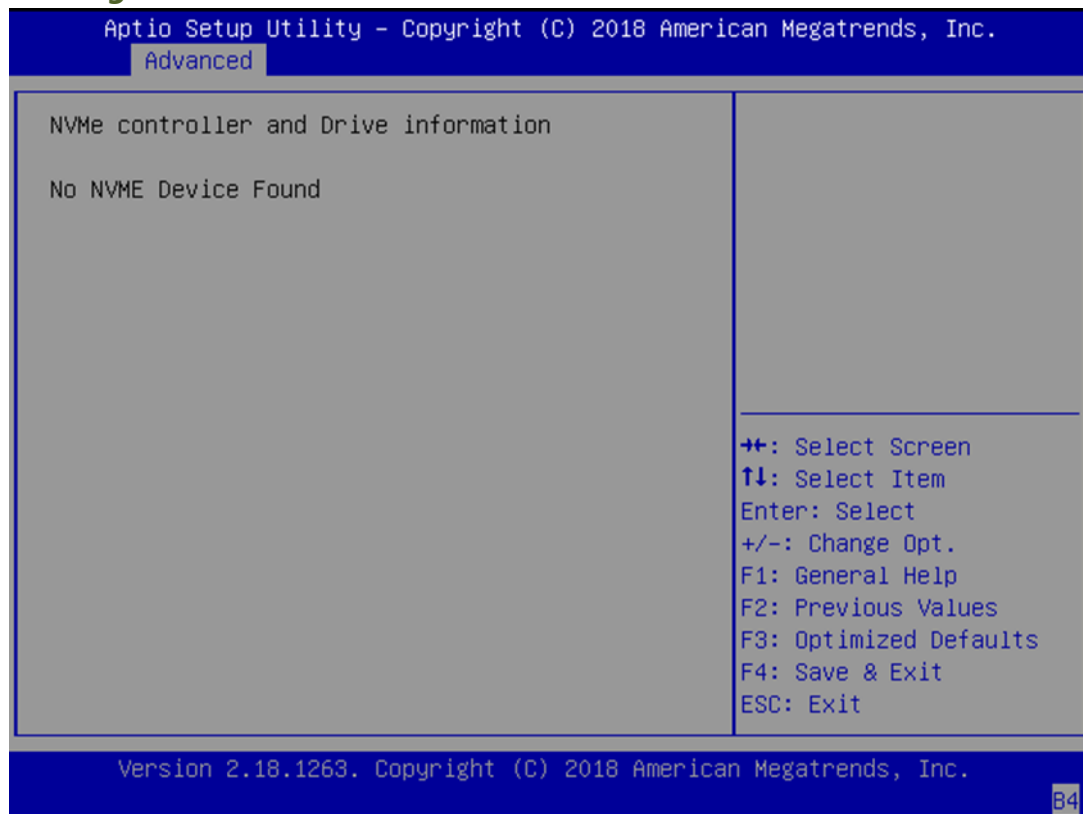 Aptio Setup Utility – Copyright (C) 2018 American Megatrends, Inc.
Advanced
NVMe controller and Drive information
No NVME Device Found
→←: Select Screen
↑↓: Select Item
Enter: Select
+/-: Change Opt.
F1: General Help
F2: Previous Values
F3: Optimized Defaults
F4: Save & Exit
ESC: Exit
Version 2.18.1263. Copyright (C) 2018 American Megatrends, Inc.
B4